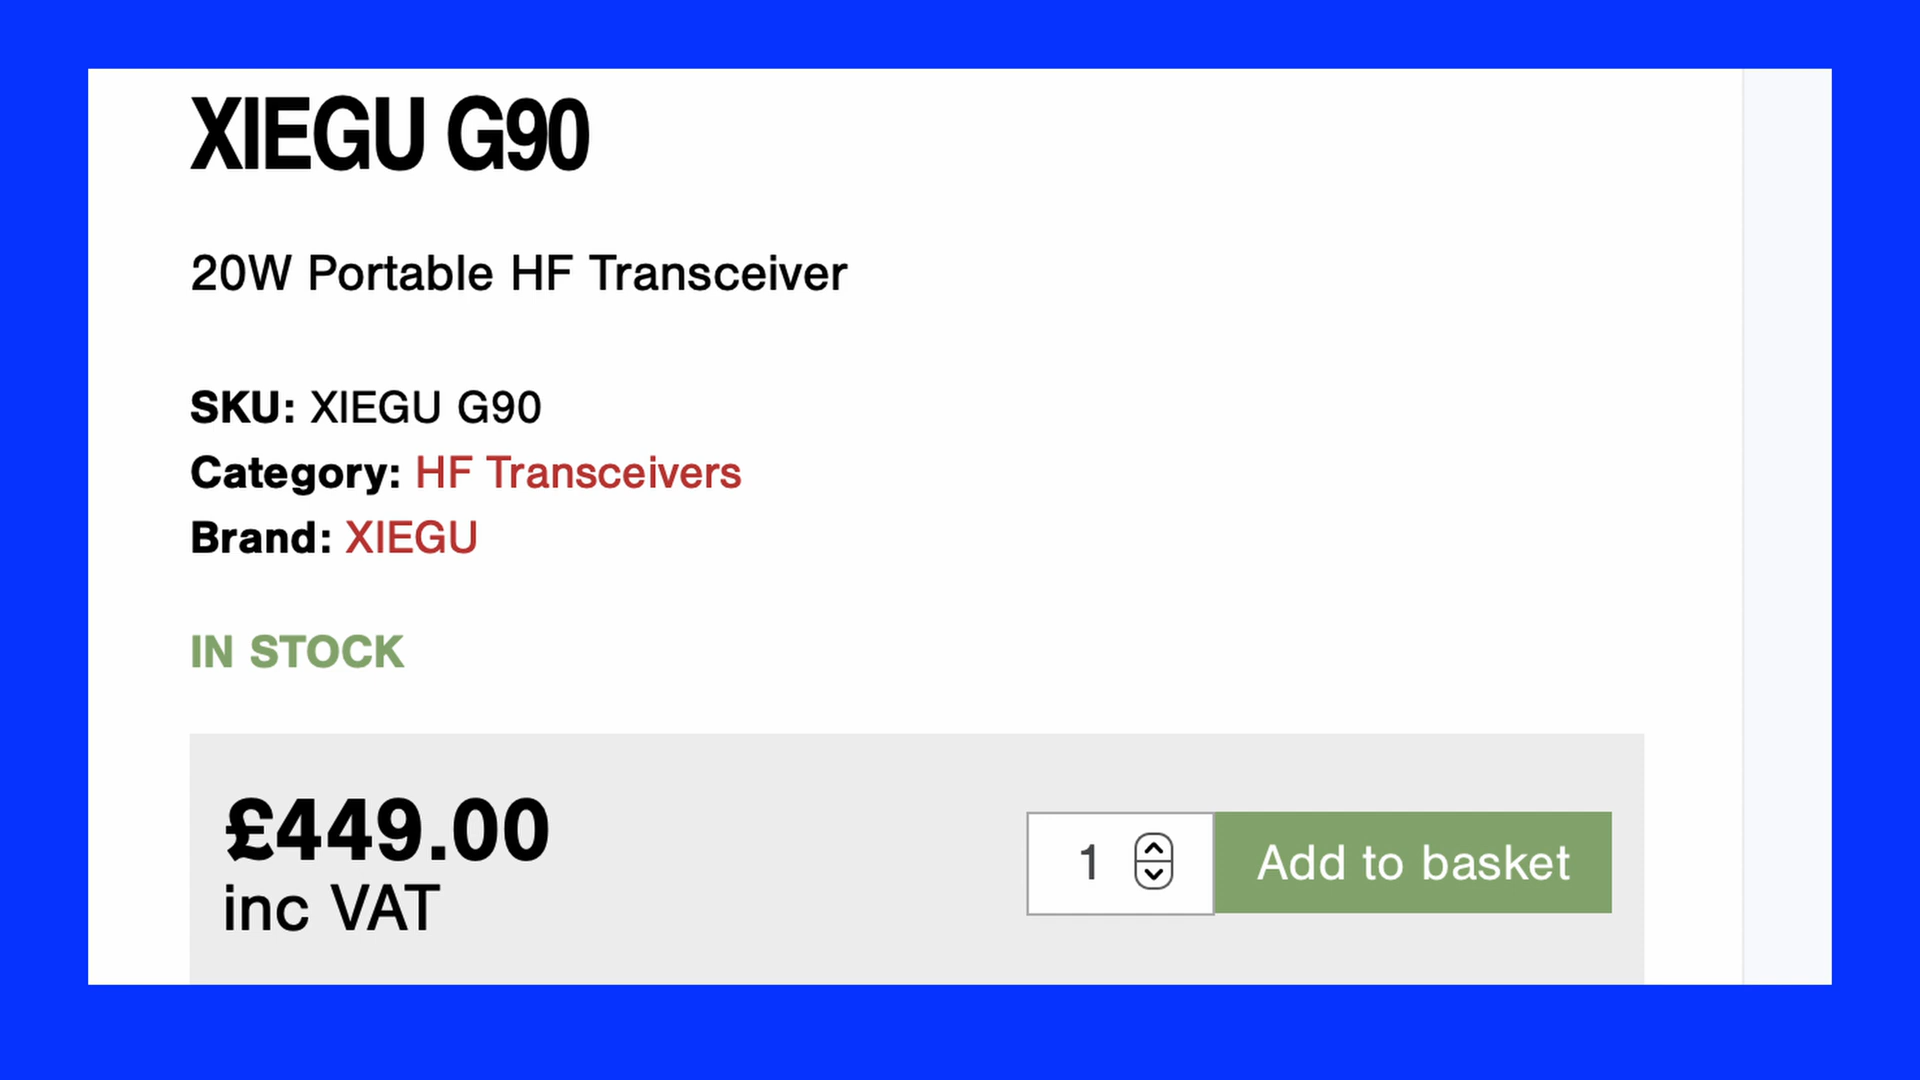 XIEGU G90
20W Portable HF Transceiver
SKU: XIEGU G90
Category: HF Transceivers
Brand: XIEGU
IN STOCK
£449.00
inc VAT
1
Add to basket